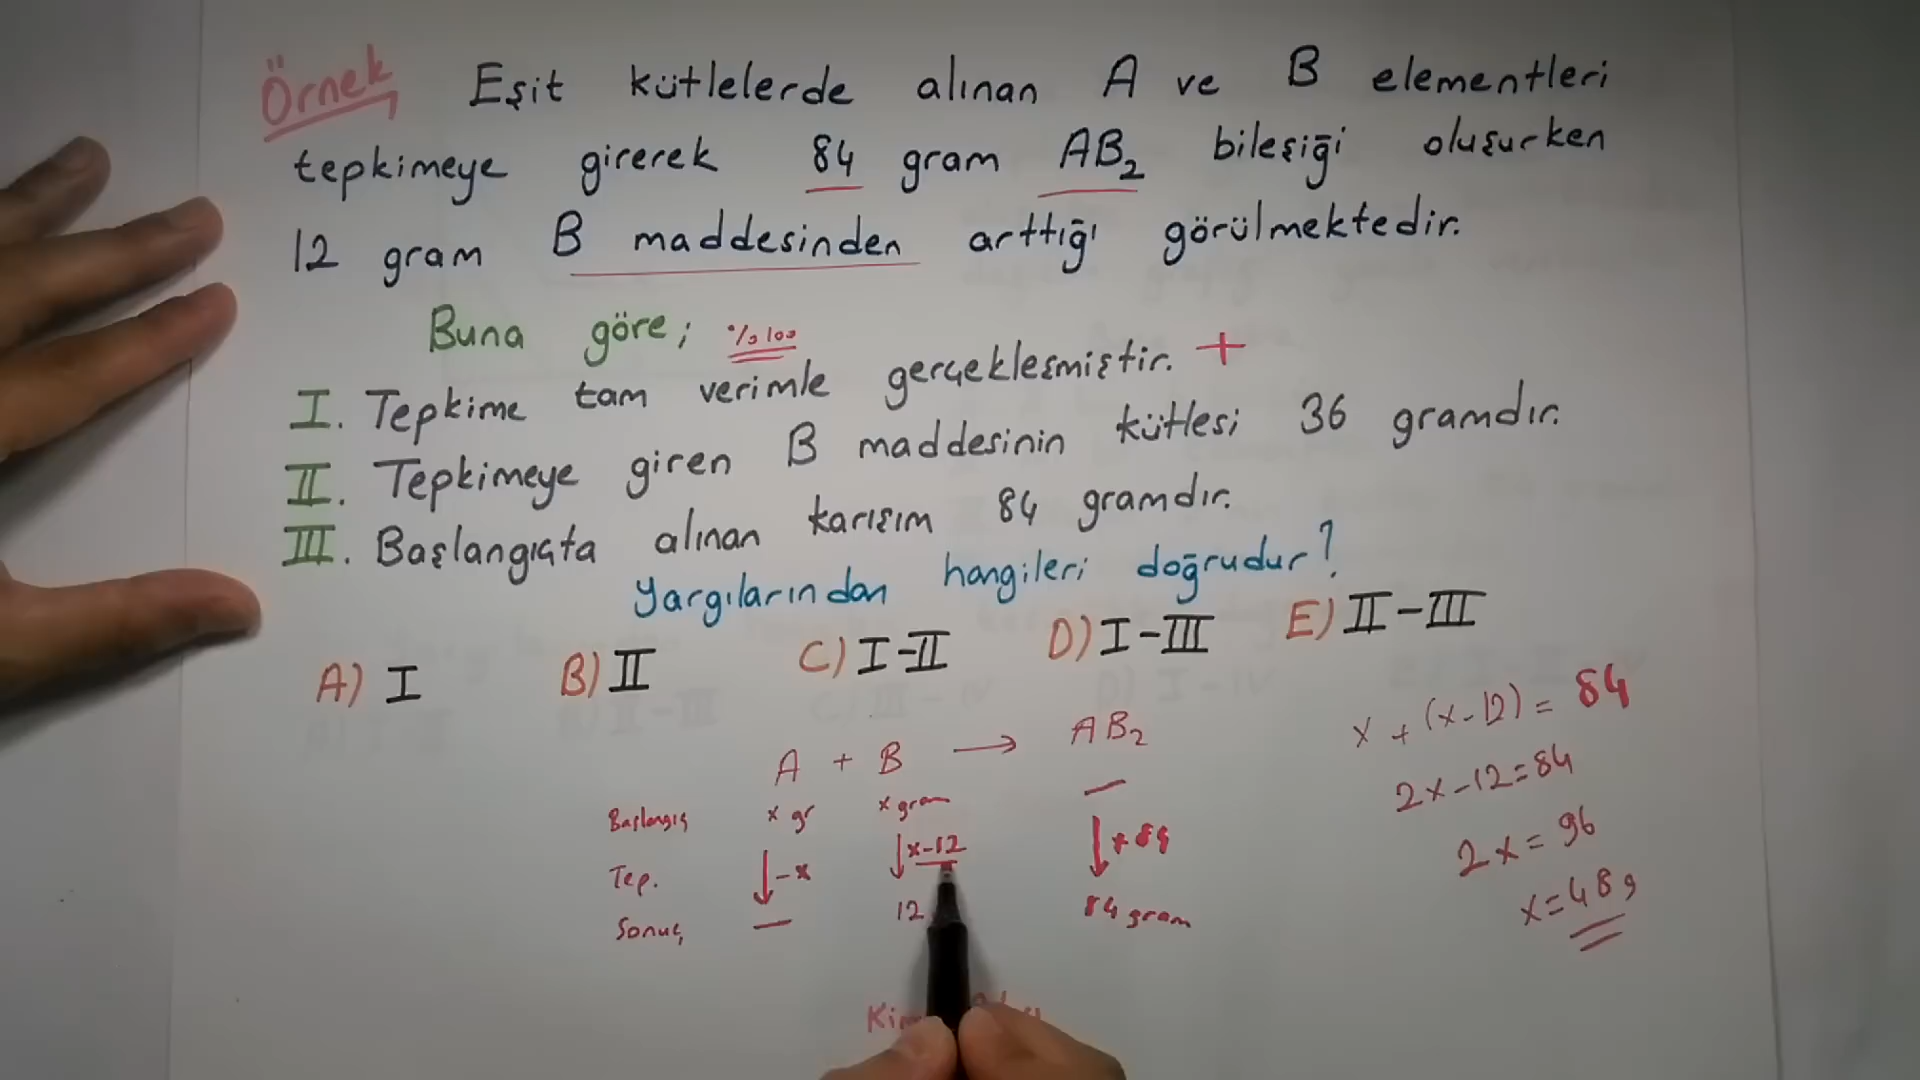 Örnek Eşit kütlelerde alınan A ve B elementleri
tepkimeye girerek 84 gram AB₂ bileşiği oluşurken
12 gram B maddesinden arttığı görülmektedir.
Buna göre; %100
I. Tepkime tam verimle gerçekleşmiştir. +
II. Tepkimeye giren B maddesinin kütlesi 36 gramdır.
III. Başlangıçta alınan karışım 84 gramdır.
Yargılarından hangileri doğrudur?
A) I B) II C) I-II D) I-III E) II-III
A + B → AB₂
Başlangıç x gr x gram —
Tep. ↓-x ↓x-12 ↓+84
Sonuç — 12 84 gram
x + (x-12) = 84
2x-12=84
2x=96
x=48g